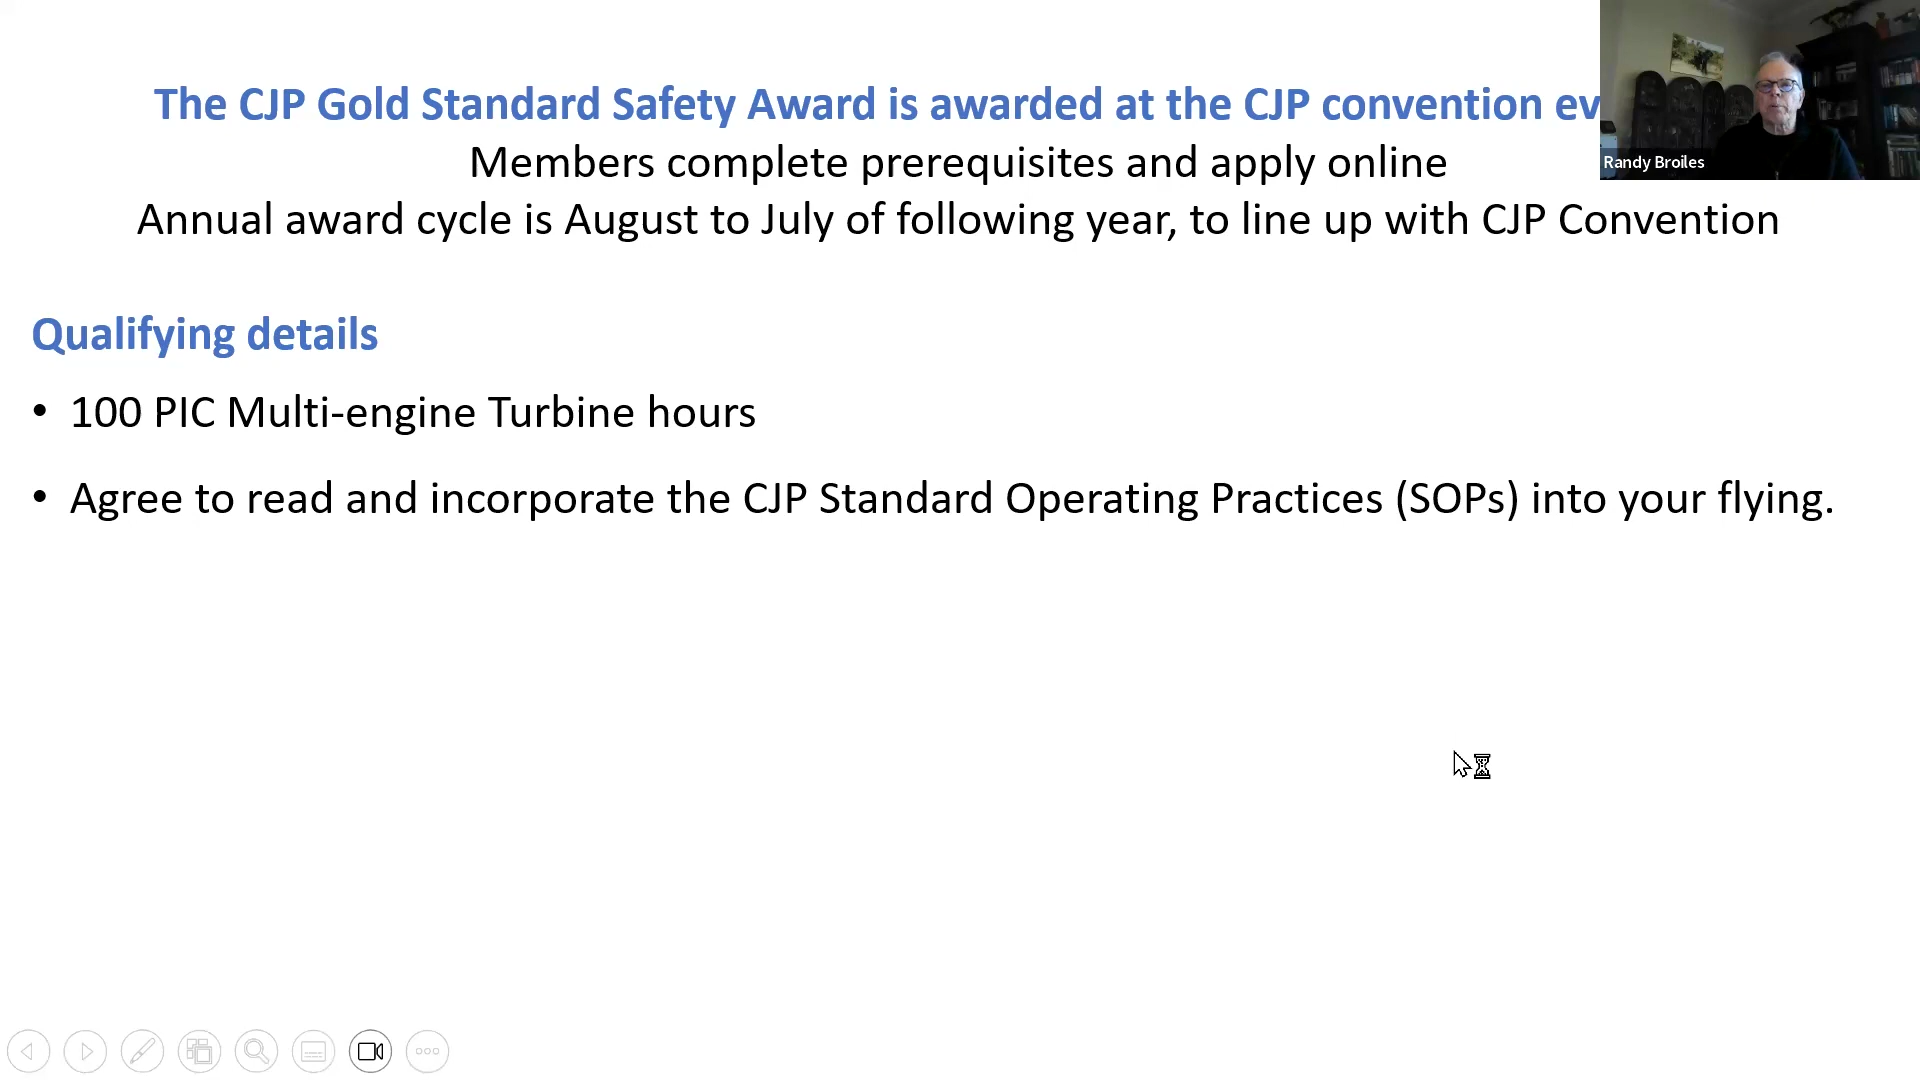 The CJP Gold Standard Safety Award is awarded at the CJP convention ev
Randy Broiles
Members complete prerequisites and apply online
Annual award cycle is August to July of following year, to line up with CJP Convention
Qualifying details
• 100 PIC Multi-engine Turbine hours
• Agree to read and incorporate the CJP Standard Operating Practices (SOPs) into your flying.